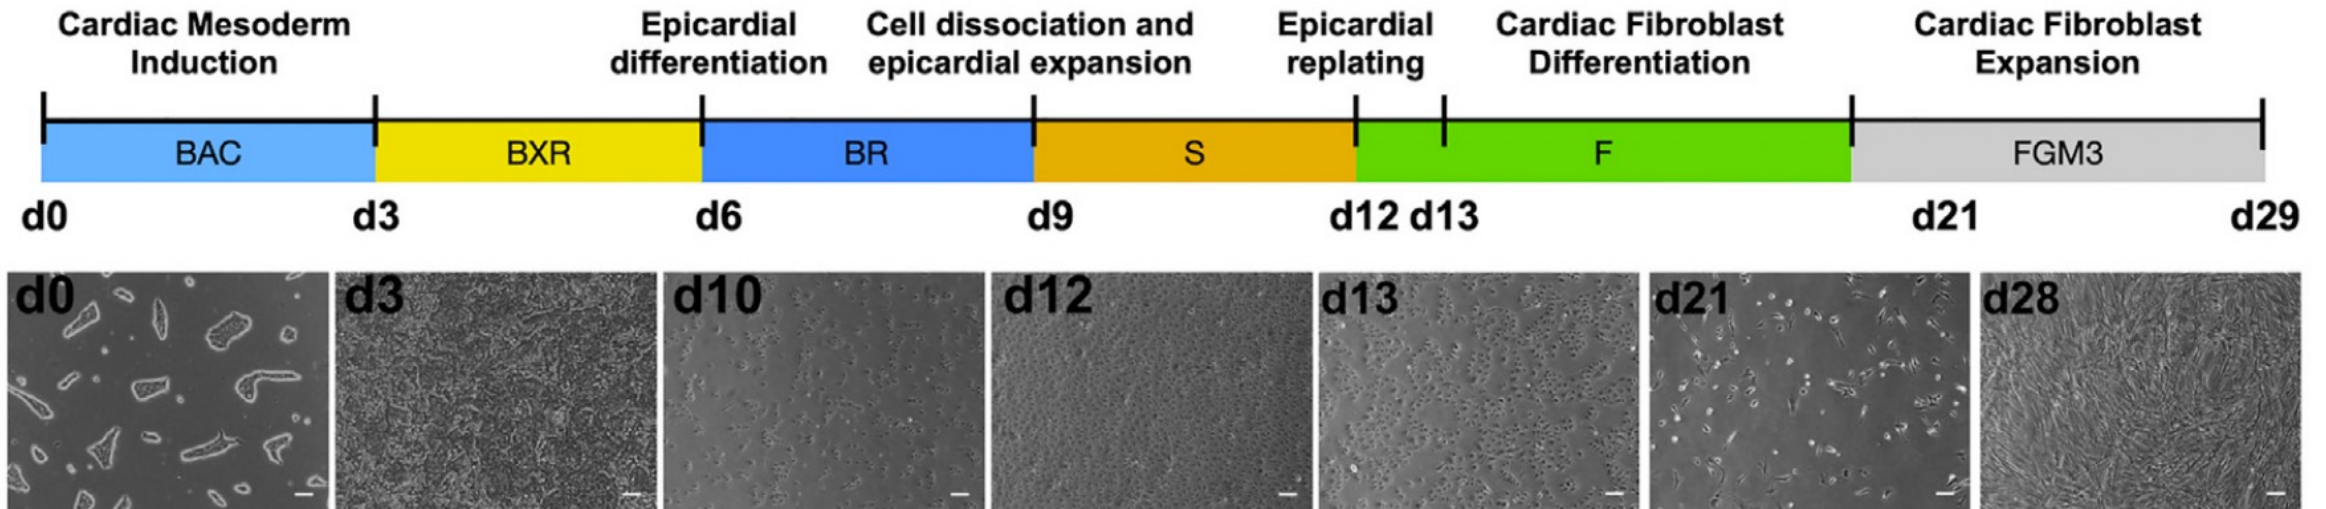 Cardiac Mesoderm
Induction
Epicardial
differentiation
Cell dissociation and
epicardial expansion
Epicardial
replating
Cardiac Fibroblast
Differentiation
Cardiac Fibroblast
Expansion
BAC BXR BR S F FGM3
d0 d3 d6 d9 d12 d13 d21 d29
d0 d3 d10 d12 d13 d21 d28